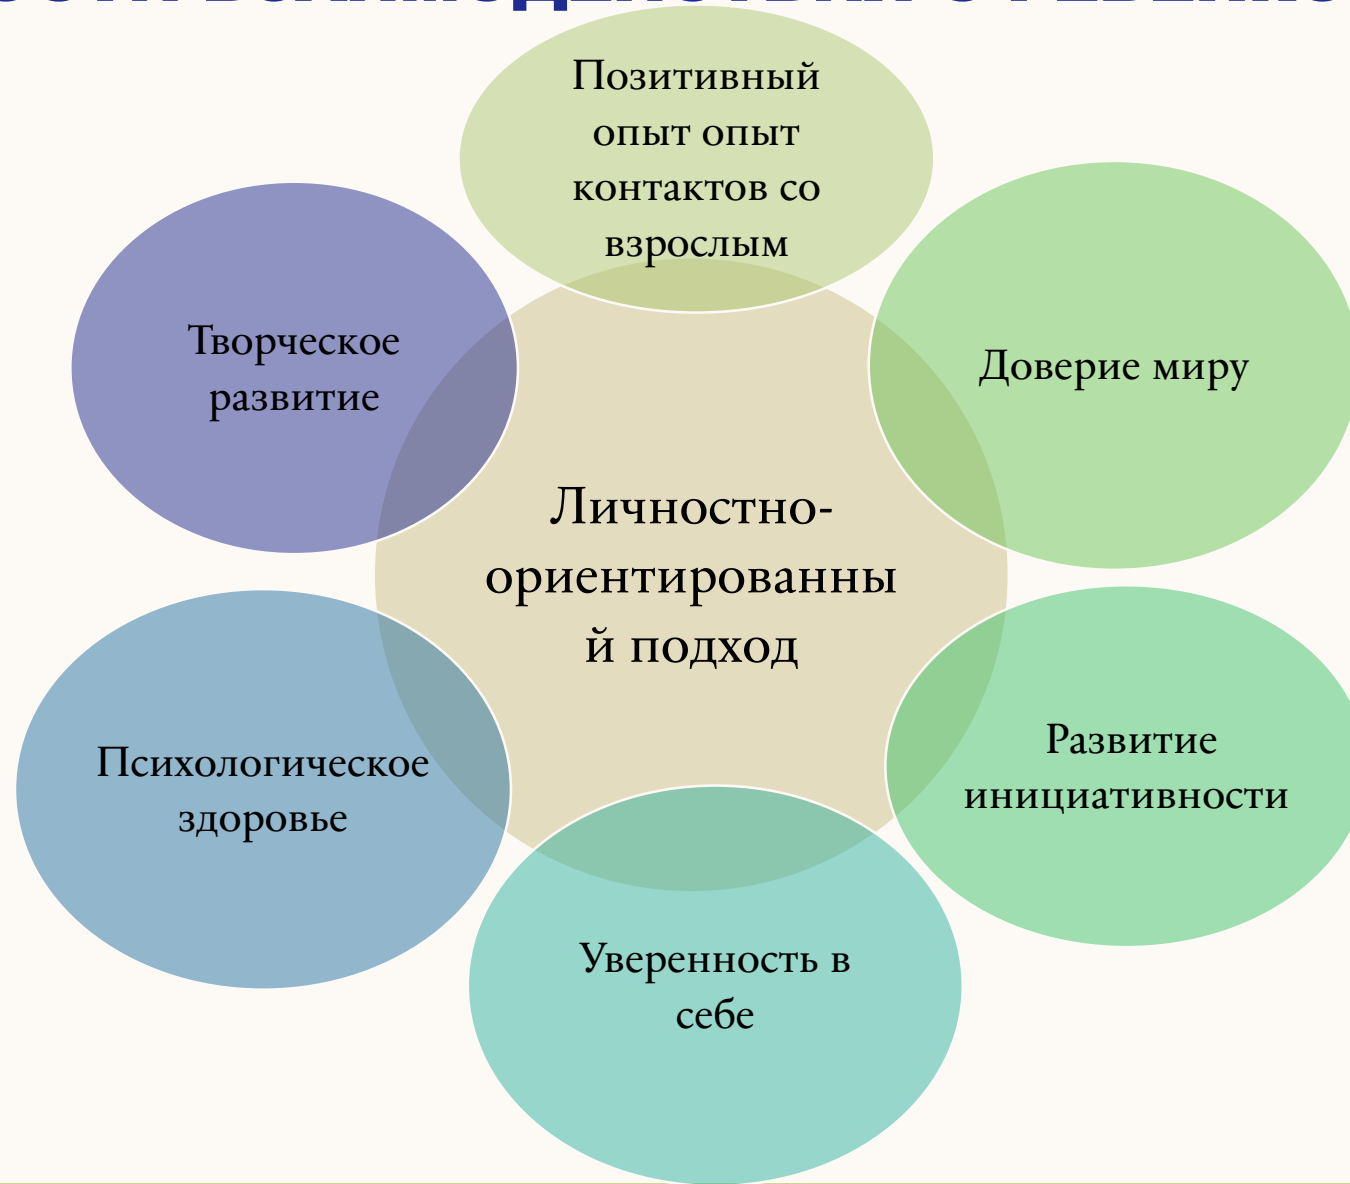 Позитивный
опыт опыт
контактов со
взрослым
Доверие миру
Развитие
инициативности
Уверенность в
себе
Психологическое
здоровье
Творческое
развитие
Личностно-
ориентированны
й подход